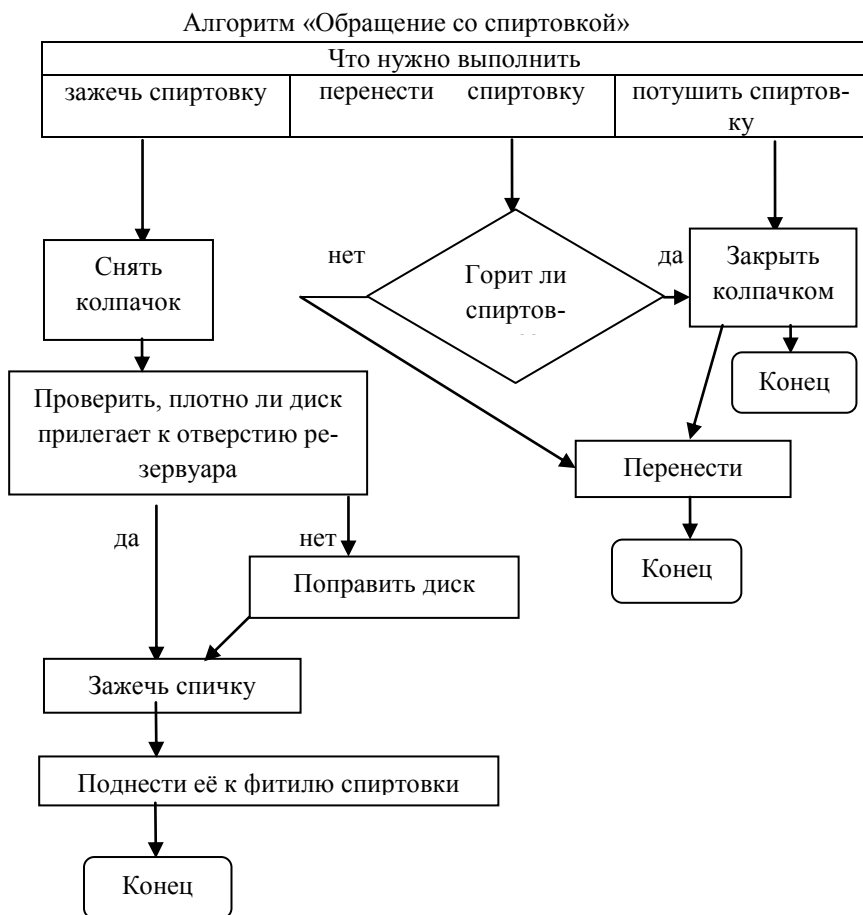 Алгоритм «Обращение со спиртовкой»
Что нужно выполнить
зажечь спиртовку
перенести спиртовку
потушить спиртов-
ку
Снять
колпачок
нет
Горит ли
спиртов-
да
Закрыть
колпачком
Конец
Проверить, плотно ли диск
прилегает к отверстию ре-
зервуара
Перенести
да
нет
Конец
Поправить диск
Зажечь спичку
Поднести её к фитилю спиртовки
Конец